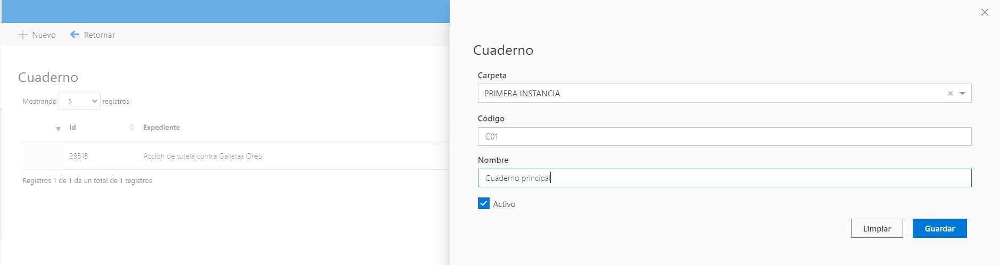 Nuevo
Retornar
Cuaderno
Mostrando 5 registros
Id
Expediente
29318
Acción de tutela contra Galletas Oreo
Registros 1 de 1 de un total de 1 registros
Cuaderno
Carpeta
PRIMERA INSTANCIA
Código
C01
Nombre
Cuaderno principal
Activo
Limpiar
Guardar